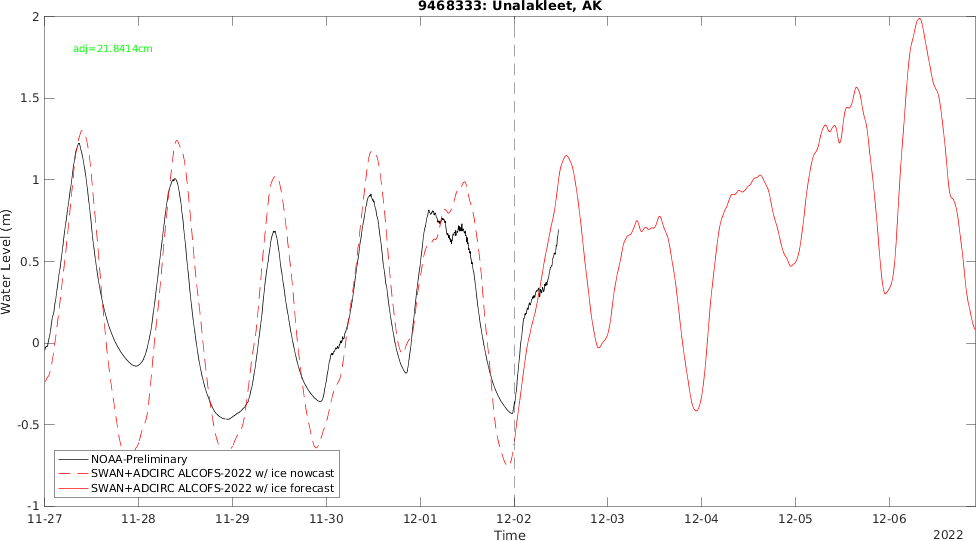 9468333: Unalakleet, AK
adj=21.8414cm
Water Level (m)
2
1.5
1
0.5
0
-0.5
-1
NOAA-Preliminary
SWAN+ADCIRC ALCOFS-2022 w/ ice nowcast
SWAN+ADCIRC ALCOFS-2022 w/ ice forecast
11-27 11-28 11-29 11-30 12-01 12-02 12-03 12-04 12-05 12-06
Time
2022